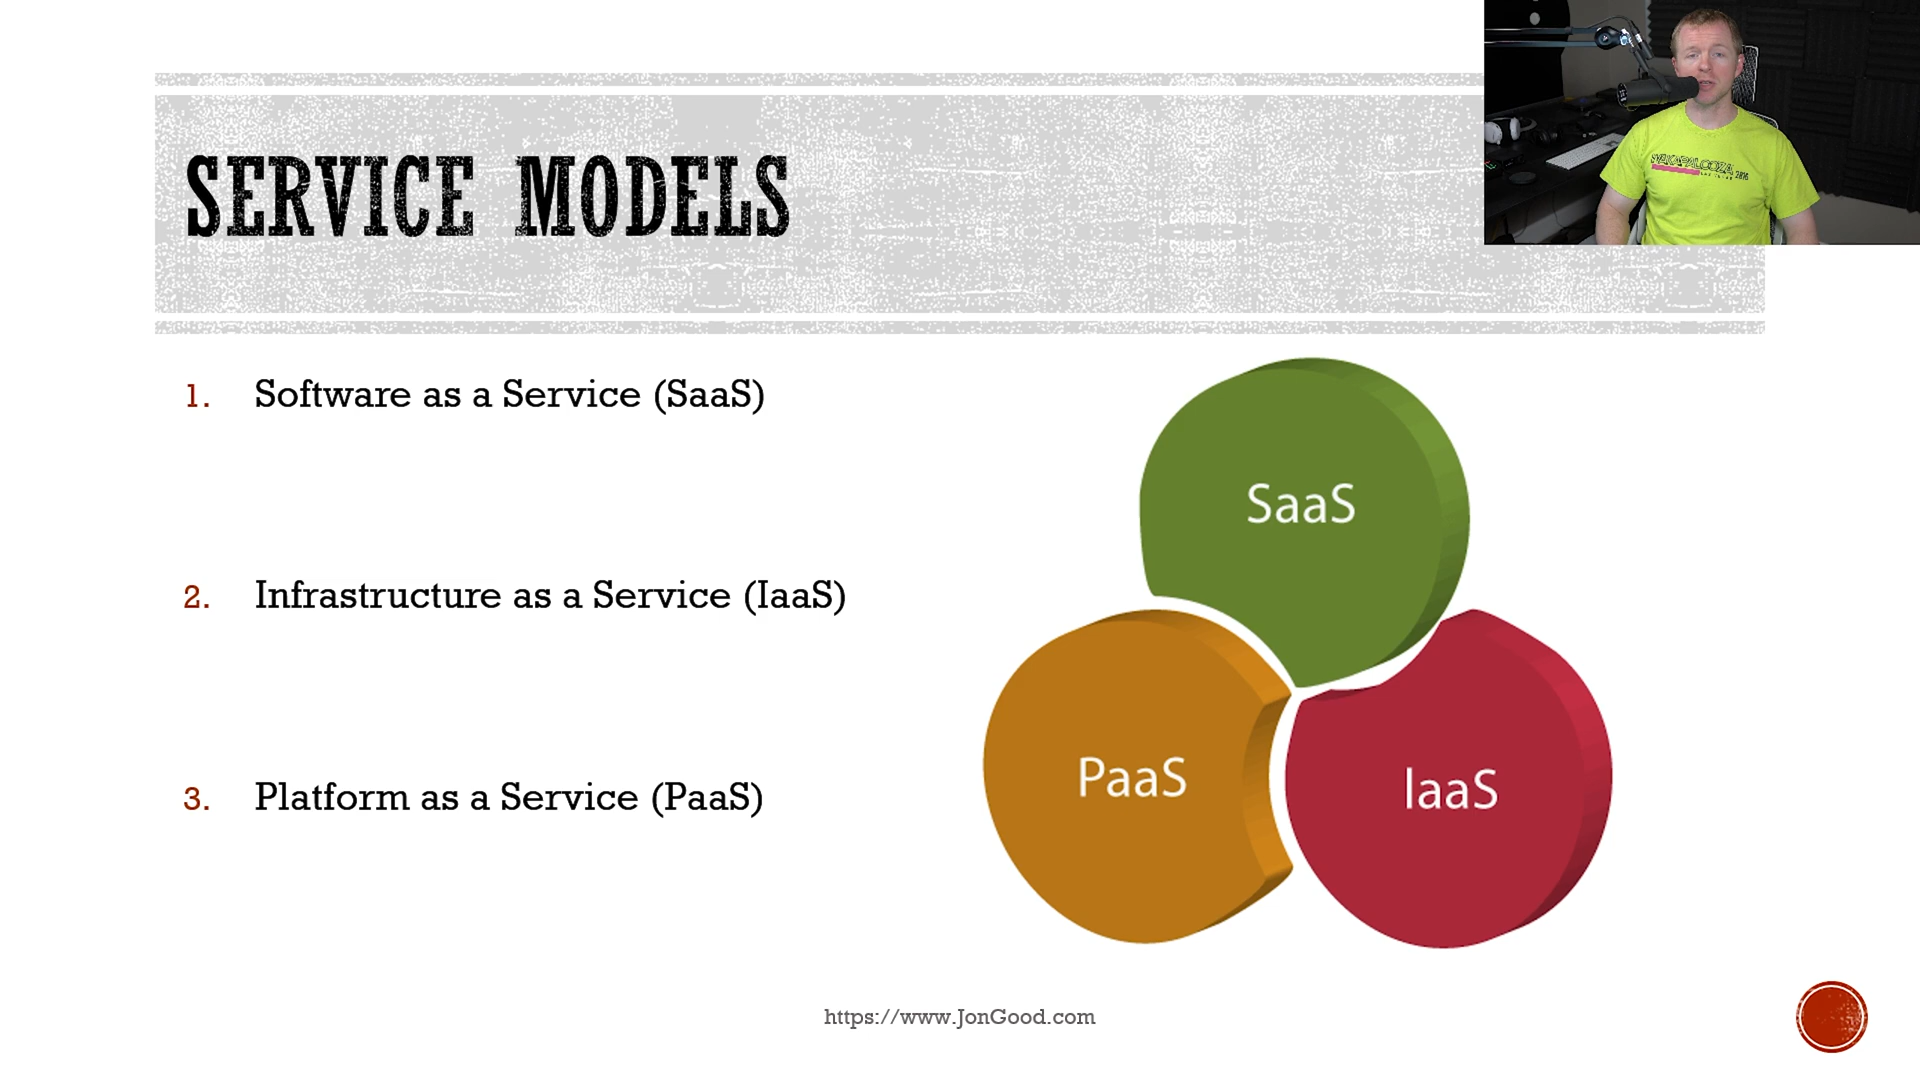 SERVICE MODELS
1. Software as a Service (SaaS)
2. Infrastructure as a Service (IaaS)
3. Platform as a Service (PaaS)
SaaS
PaaS
IaaS
https://www.JonGood.com